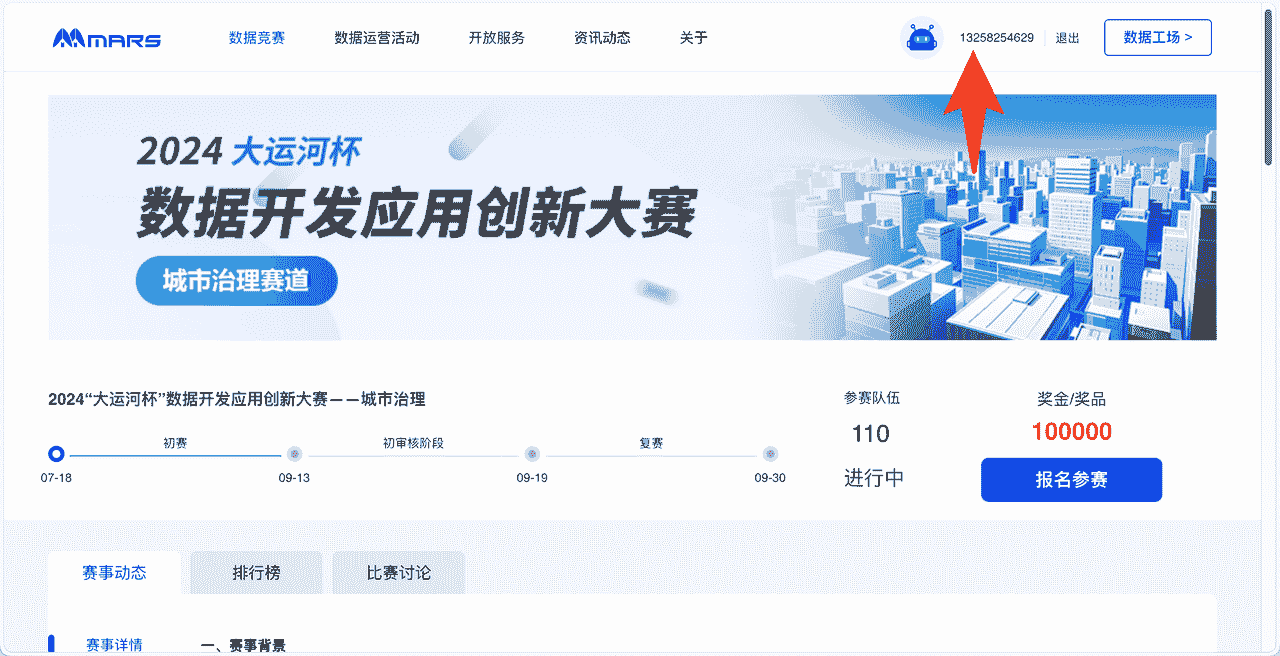 MARS
数据竞赛 数据运营活动 开放服务 资讯动态 关于 13258254629 退出 数据工场 >
2024 大运河杯
数据开发应用创新大赛
城市治理赛道
2024“大运河杯”数据开发应用创新大赛——城市治理
初赛 初审核阶段 复赛
07-18 09-13 09-19 09-30
参赛队伍
110
进行中
奖金/奖品
100000
报名参赛
赛事动态 排行榜 比赛讨论
赛事详情
一、赛事背景